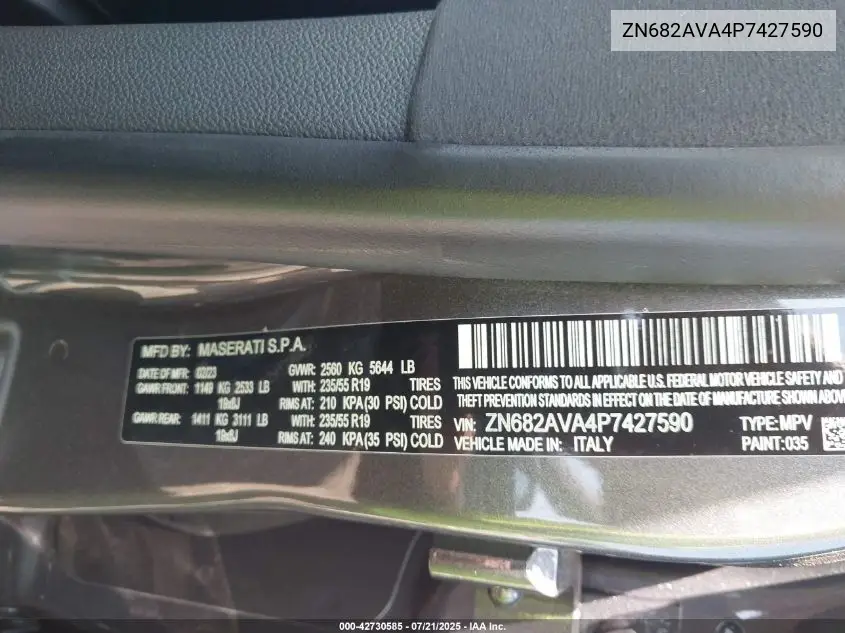 ZN682AVA4P7427590
MFD BY: MASERATI S.P.A.
DATE OF MFR: 03/23 GVWR: 2560 KG 5644 LB
GAWR FRONT: 1149 KG 2533 LB WITH: 235/55 R19 TIRES
19x8J RIMS AT: 210 KPA (30 PSI) COLD
GAWR REAR: 1411 KG 3111 LB WITH: 235/55 R19 TIRES
19x8J RIMS AT: 240 KPA (35 PSI) COLD
THIS VEHICLE CONFORMS TO ALL APPLICABLE U.S. FEDERAL MOTOR VEHICLE SAFETY AND
THEFT PREVENTION STANDARDS IN EFFECT ON THE DATE OF MANUFACTURE SHOWN ABOVE
VIN: ZN682AVA4P7427590 TYPE: MPV
VEHICLE MADE IN: ITALY PAINT: 035
000-42730585 - 07/21/2025 - IAA Inc.